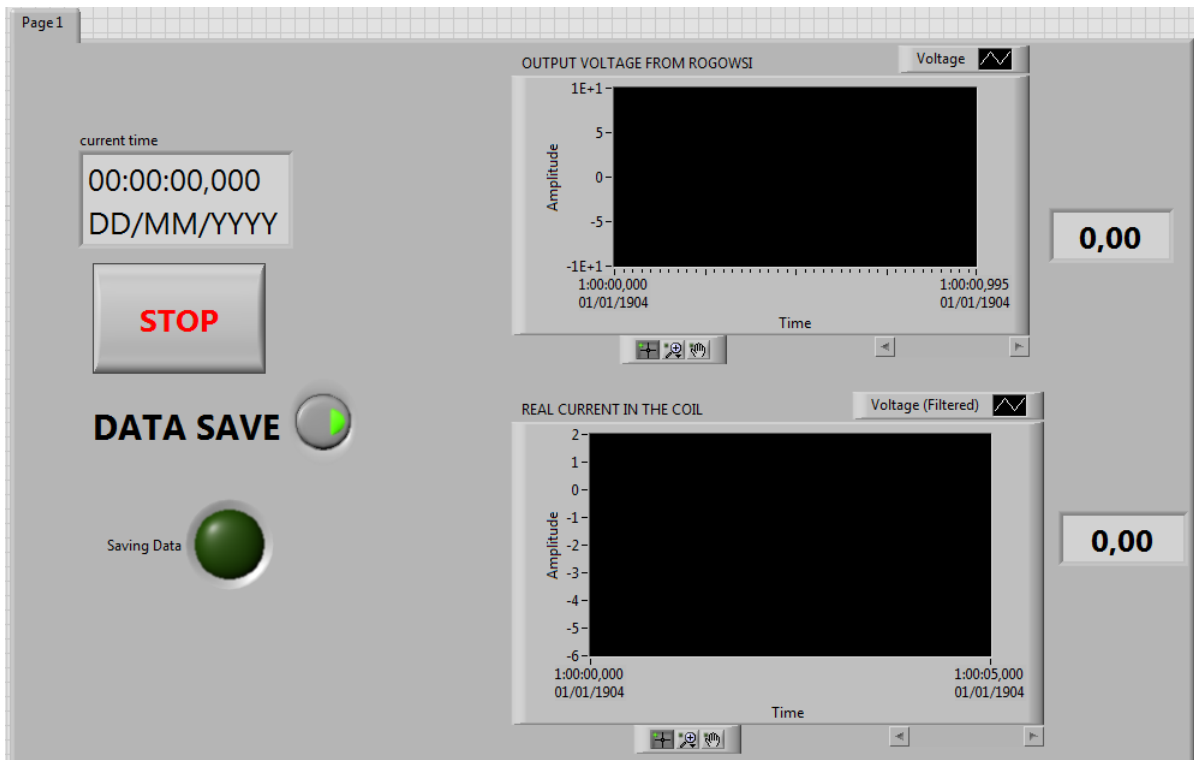 Page 1
current time
00:00:00,000
DD/MM/YYYY
STOP
DATA SAVE
Saving Data
OUTPUT VOLTAGE FROM ROGOWSI
Voltage
1E+1
5
0
-5
-1E+1
Amplitude
1:00:00,000
01/01/1904
1:00:00,995
01/01/1904
Time
0,00
REAL CURRENT IN THE COIL
Voltage (Filtered)
2
1
0
-1
-2
-3
-4
-5
-6
Amplitude
1:00:00,000
01/01/1904
1:00:05,000
01/01/1904
Time
0,00